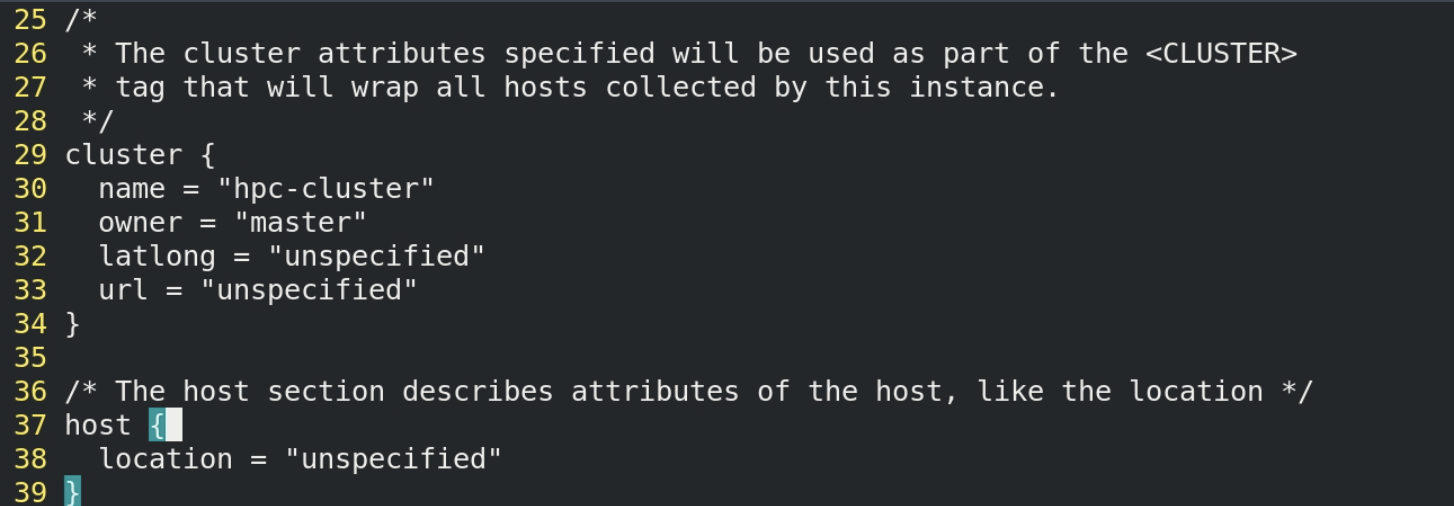 25 /*
26  * The cluster attributes specified will be used as part of the <CLUSTER>
27  * tag that will wrap all hosts collected by this instance.
28  */
29 cluster {
30   name = "hpc-cluster"
31   owner = "master"
32   latlong = "unspecified"
33   url = "unspecified"
34 }
35
36 /* The host section describes attributes of the host, like the location */
37 host {
38   location = "unspecified"
39 }